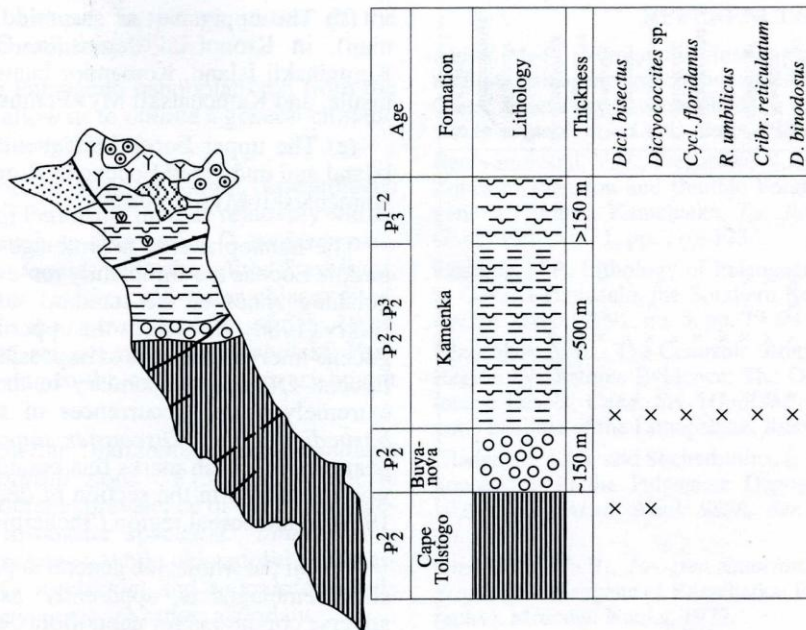 Age
Formation
Lithology
Thickness
Dict. bisectus
Dictyococcites sp.
Cycl. floridanus
R. umbilicus
Cribr. reticulatum
D. binodosus
P₃¹⁻²
>150 m
P₂²–P₂³
Kamenka
~500 m
× × × × × ×
P₂²
Buya-
nova
~150 m
P₂²
Cape
Tolstogo
× ×